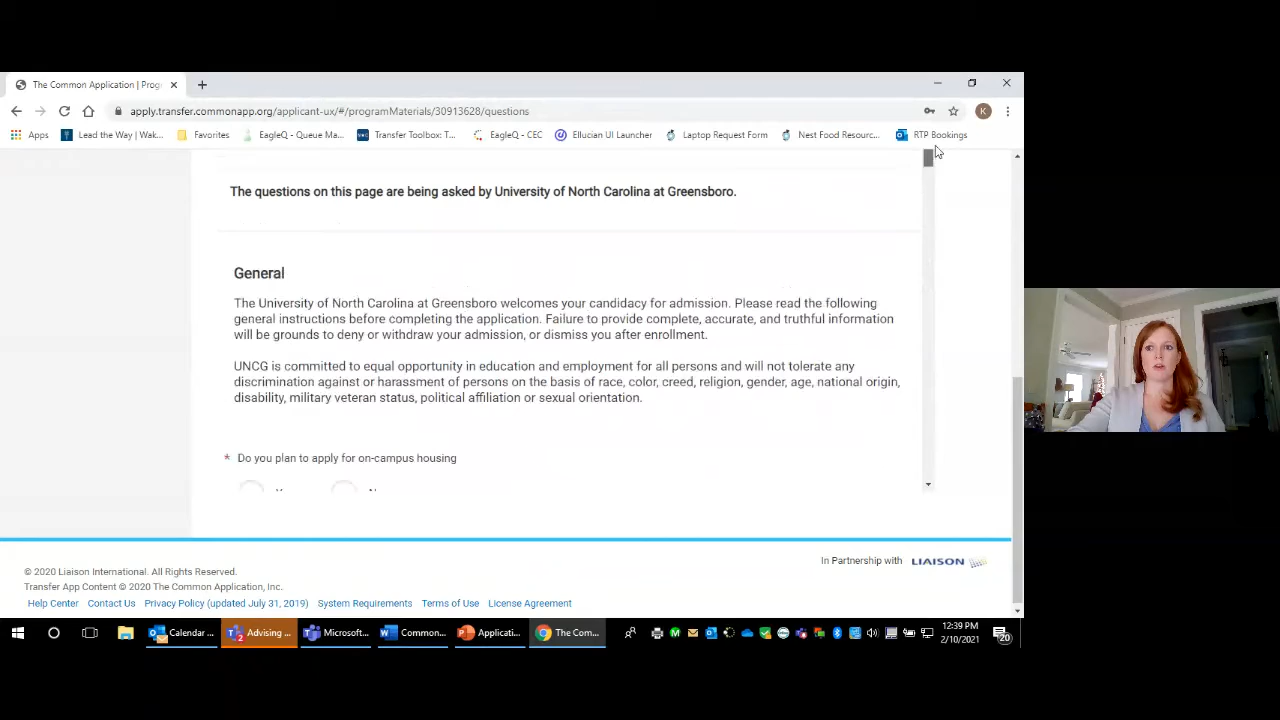 The Common Application | Prog
apply.transfer.commonapp.org/applicant-ux/#/programMaterials/30913628/questions
K
Apps
Lead the Way | Wak...
Favorites
EagleQ - Queue Ma...
Transfer Toolbox: T...
EagleQ - CEC
Ellucian UI Launcher
Laptop Request Form
Nest Food Resourc...
RTP Bookings
The questions on this page are being asked by University of North Carolina at Greensboro.
General
The University of North Carolina at Greensboro welcomes your candidacy for admission. Please read the following
general instructions before completing the application. Failure to provide complete, accurate, and truthful information
will be grounds to deny or withdraw your admission, or dismiss you after enrollment.
UNCG is committed to equal opportunity in education and employment for all persons and will not tolerate any
discrimination against or harassment of persons on the basis of race, color, creed, religion, gender, age, national origin,
disability, military veteran status, political affiliation or sexual orientation.
* Do you plan to apply for on-campus housing
In Partnership with LIAISON
© 2020 Liaison International. All Rights Reserved.
Transfer App Content © 2020 The Common Application, Inc.
Help Center Contact Us Privacy Policy (updated July 31, 2019) System Requirements Terms of Use License Agreement
Calendar ...
Advising ...
Microsoft...
Common...
Applicati...
The Com...
12:39 PM
2/10/2021
20